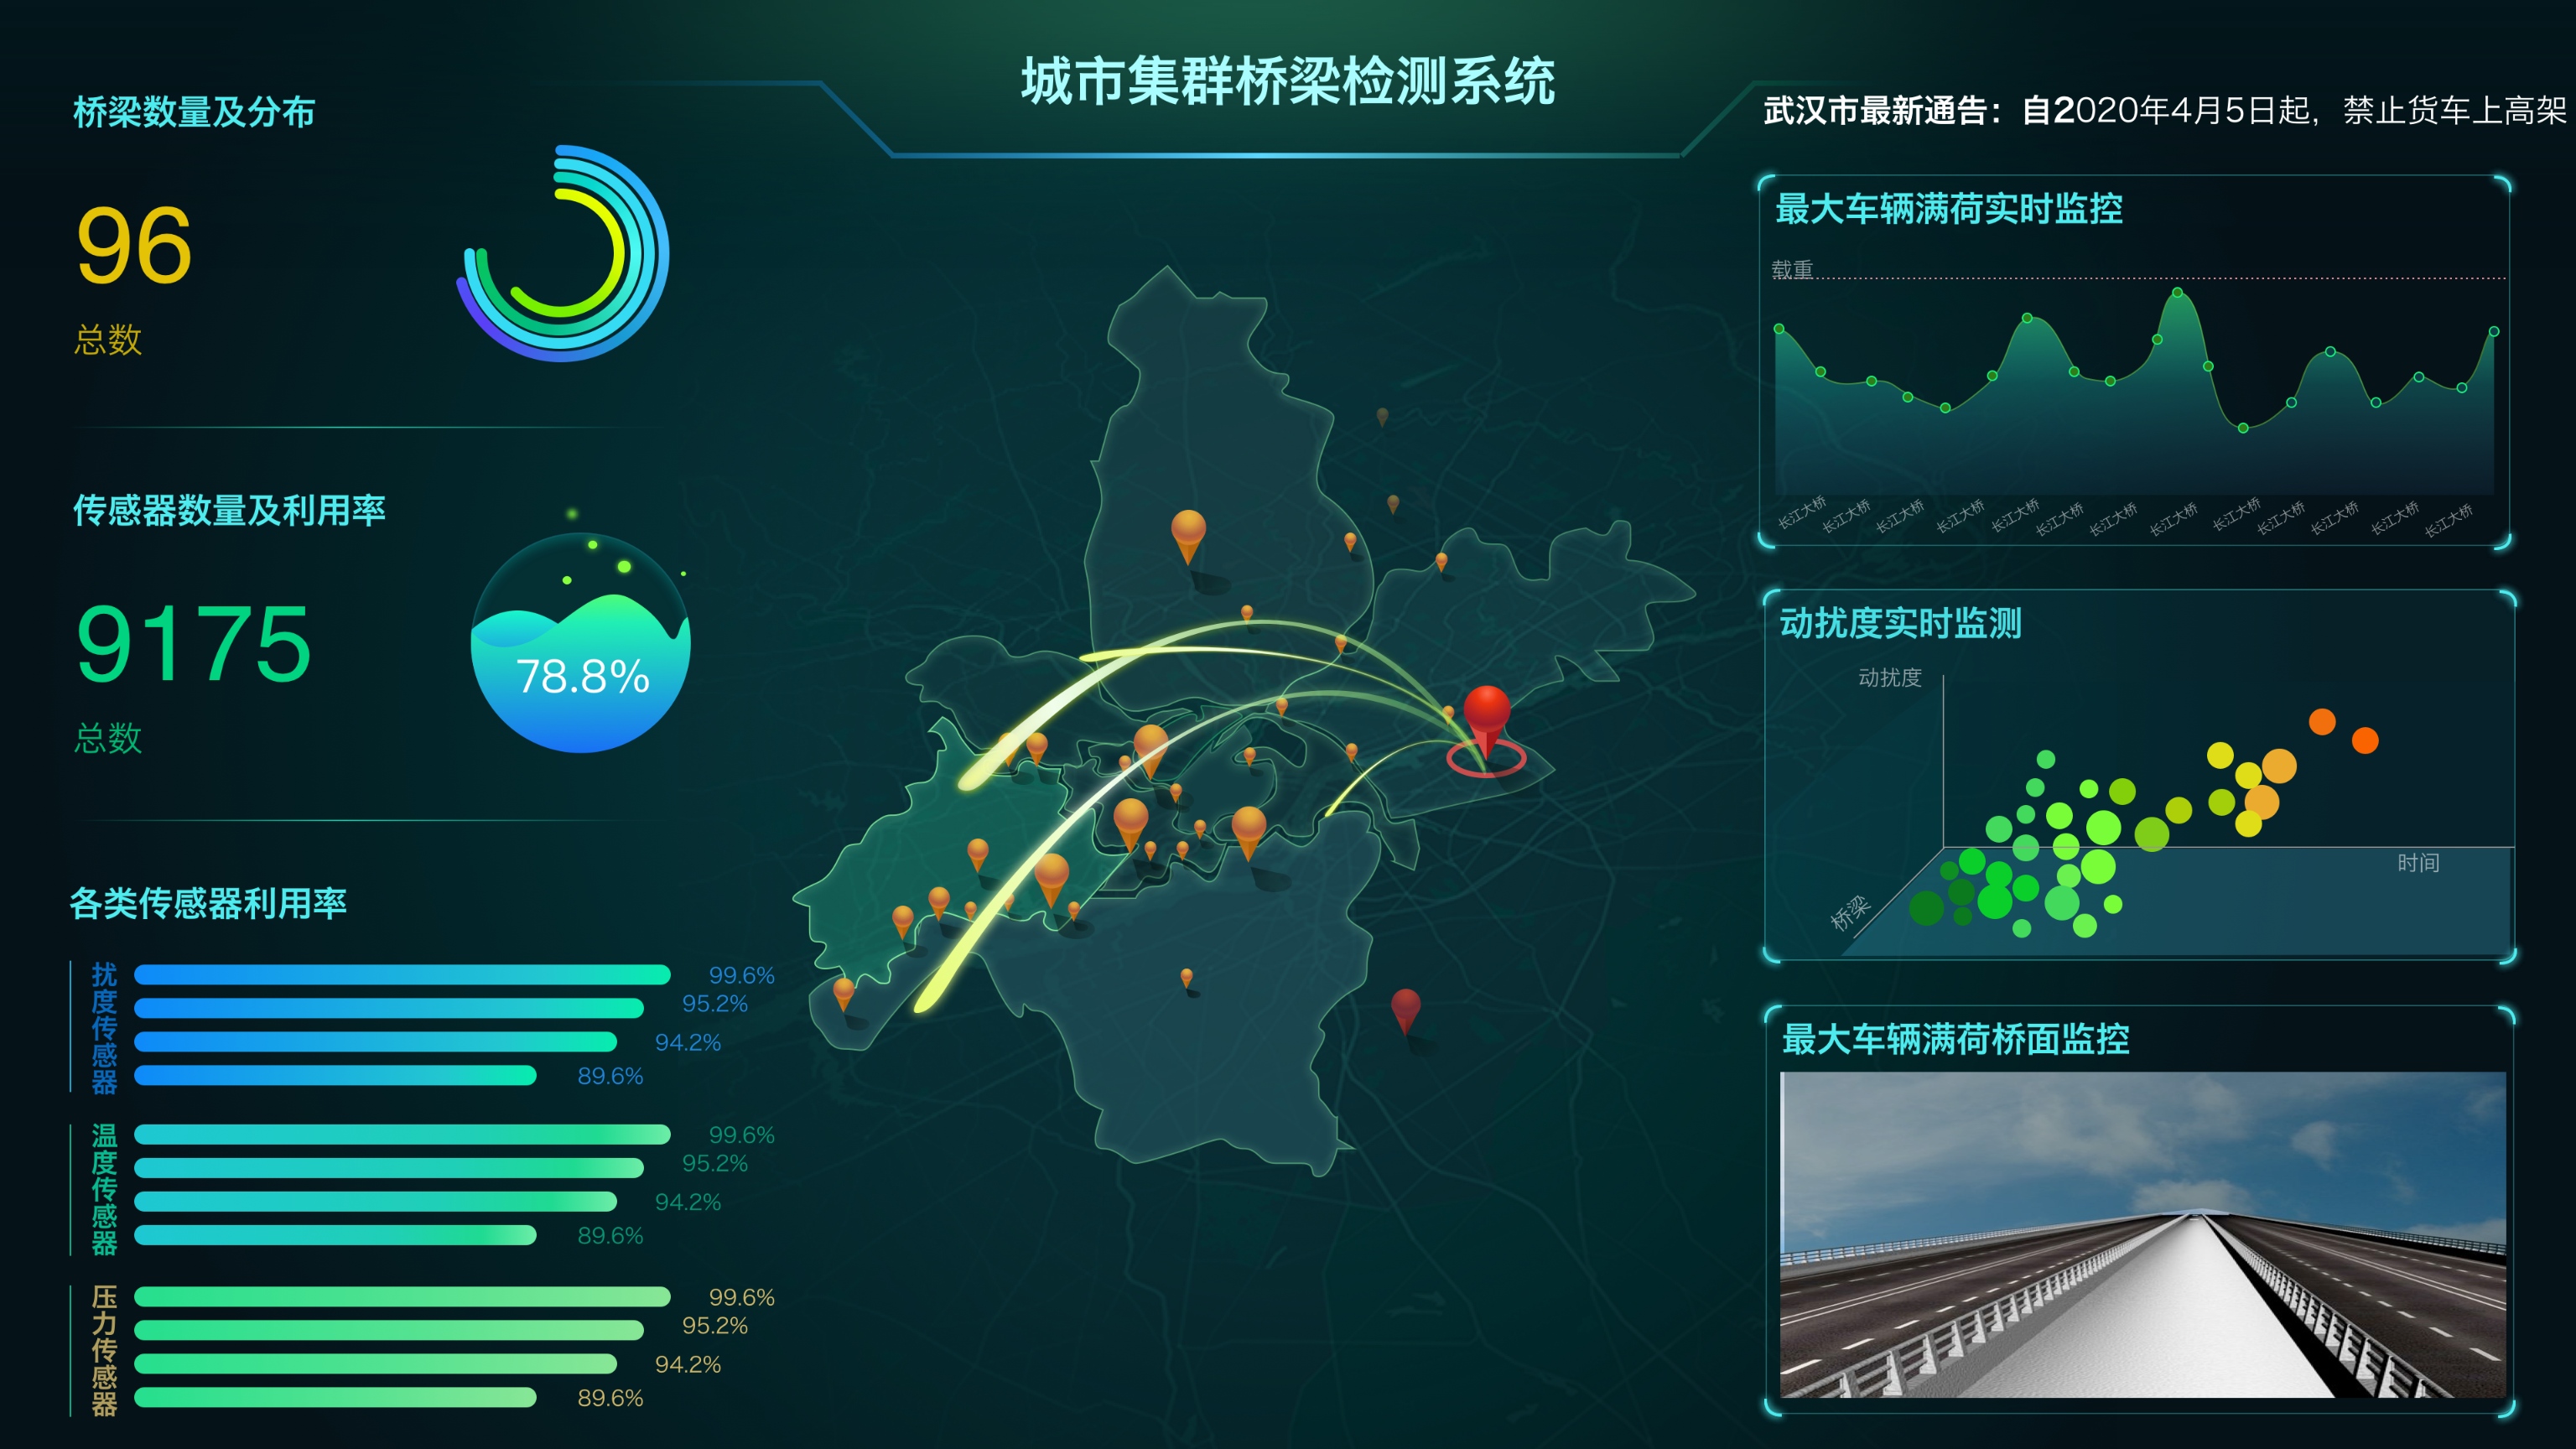 城市集群桥梁检测系统
桥梁数量及分布
96
总数
传感器数量及利用率
9175
总数
78.8%
各类传感器利用率
扰度传感器
99.6%
95.2%
94.2%
89.6%
温度传感器
99.6%
95.2%
94.2%
89.6%
压力传感器
99.6%
95.2%
94.2%
89.6%
武汉市最新通告：自2020年4月5日起，禁止货车上高架
最大车辆满荷实时监控
载重
长江大桥
长江大桥
长江大桥
长江大桥
长江大桥
长江大桥
长江大桥
长江大桥
长江大桥
长江大桥
长江大桥
长江大桥
长江大桥
动扰度实时监测
动扰度
时间
桥梁
最大车辆满荷桥面监控